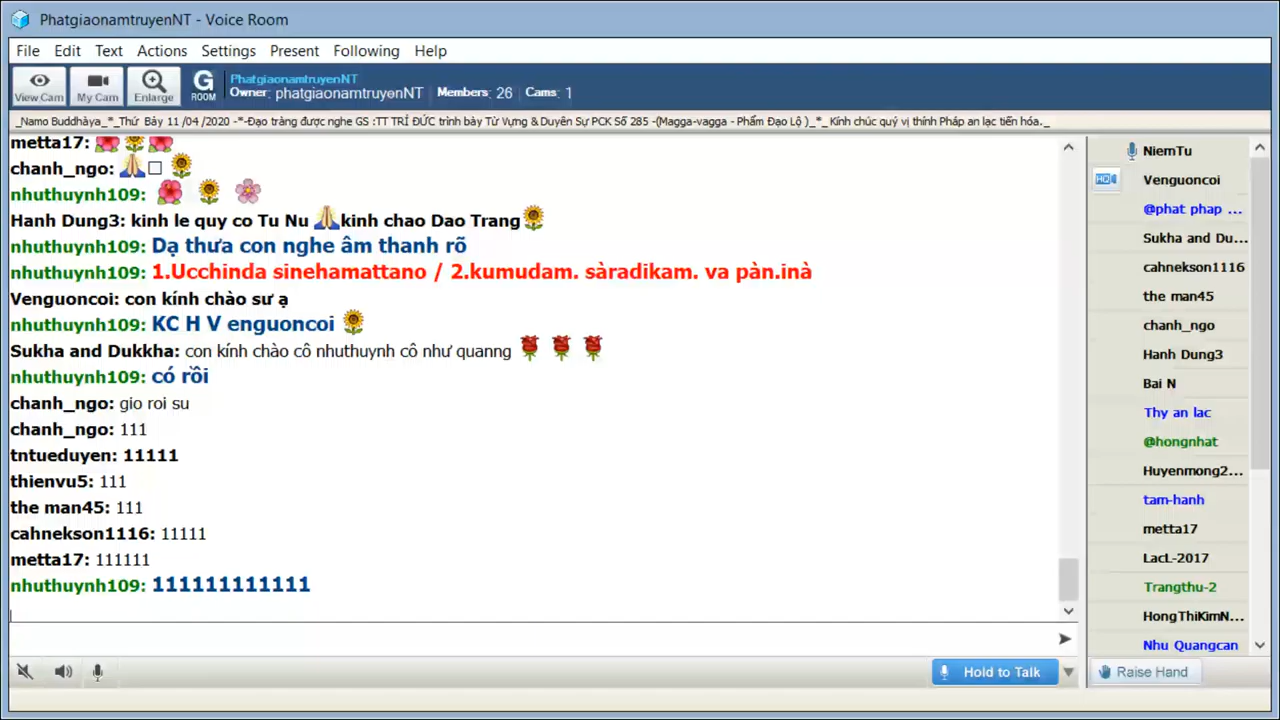 PhatgiaonamtruyenNT - Voice Room
File Edit Text Actions Settings Present Following Help
View Cam My Cam Enlarge G ROOM PhatgiaonamtruyenNT
Owner: phatgiaonamtruyenNT Members: 26 Cams: 1
_Namo Buddhàya_*_Thứ Bảy 11 /04 /2020 -*-Đạo tràng được nghe GS :TT TRÍ ĐỨC trình bày Từ Vựng & Duyên Sự PCK Số 285 -(Magga-vagga - Phẩm Đạo Lộ )_*_ Kính chúc quý vị thính Pháp an lạc tiến hóa._
metta17:
chanh_ngo:
nhuthuynh109:
Hanh Dung3: kinh le quy co Tu Nu kinh chao Dao Trang
nhuthuynh109: Dạ thưa con nghe âm thanh rõ
nhuthuynh109: 1.Ucchinda sinehamattano / 2.kumudam. sàradikam. va pàn.inà
Venguoncoi: con kính chào sư ạ
nhuthuynh109: KC H V enguoncoi
Sukha and Dukkha: con kính chào cô nhuthuynh cô như quanng
nhuthuynh109: có rồi
chanh_ngo: gio roi su
chanh_ngo: 111
tntueduyen: 11111
thienvu5: 111
the man45: 111
cahnekson1116: 11111
metta17: 111111
nhuthuynh109: 111111111111
Hold to Talk
NiemTu
Venguoncoi
@phat phap ...
Sukha and Du...
cahnekson1116
the man45
chanh_ngo
Hanh Dung3
Bai N
Thy an lac
@hongnhat
Huyenmong2...
tam-hanh
metta17
LacL-2017
Trangthu-2
HongThiKimN...
Nhu Quangcan
Raise Hand